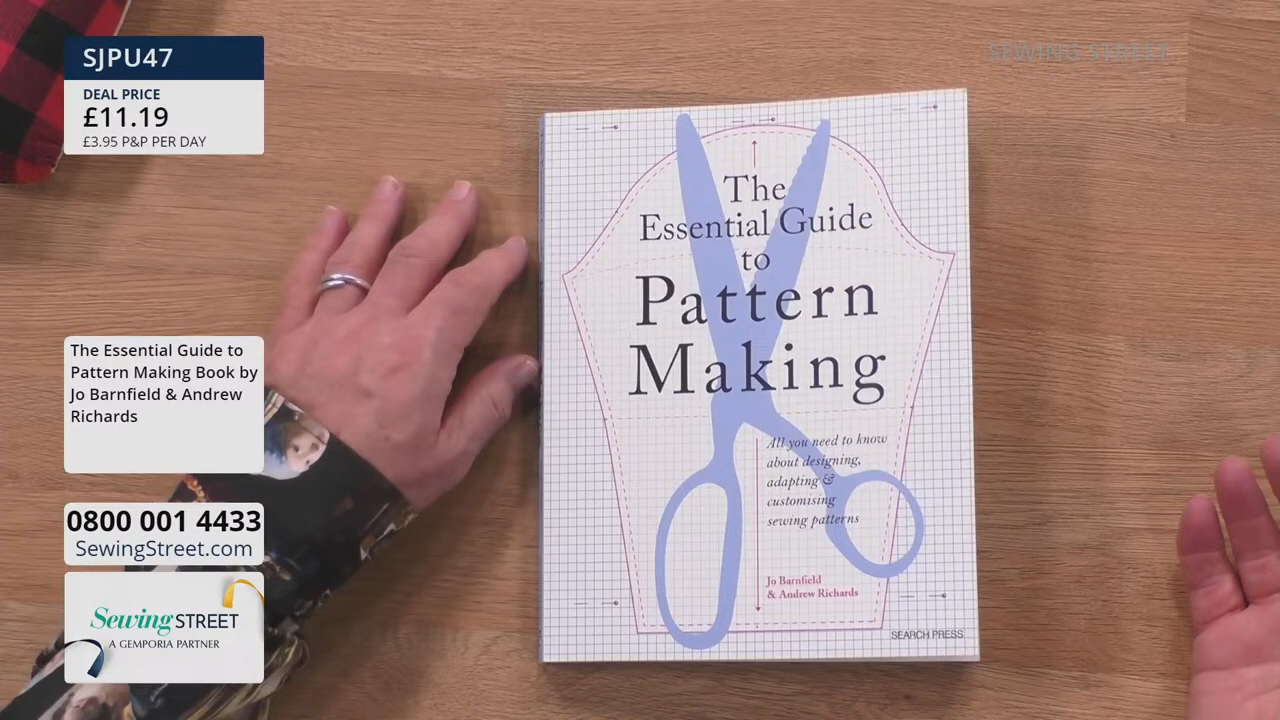 SJPU47
DEAL PRICE
£11.19
£3.95 P&P PER DAY
SEWING STREET
The
Essential Guide
to
Pattern
Making
All you need to know
about designing,
adapting &
customising
sewing patterns
Jo Barnfield
& Andrew Richards
SEARCH PRESS
The Essential Guide to
Pattern Making Book by
Jo Barnfield & Andrew
Richards
0800 001 4433
SewingStreet.com
Sewing STREET
A GEMPORIA PARTNER